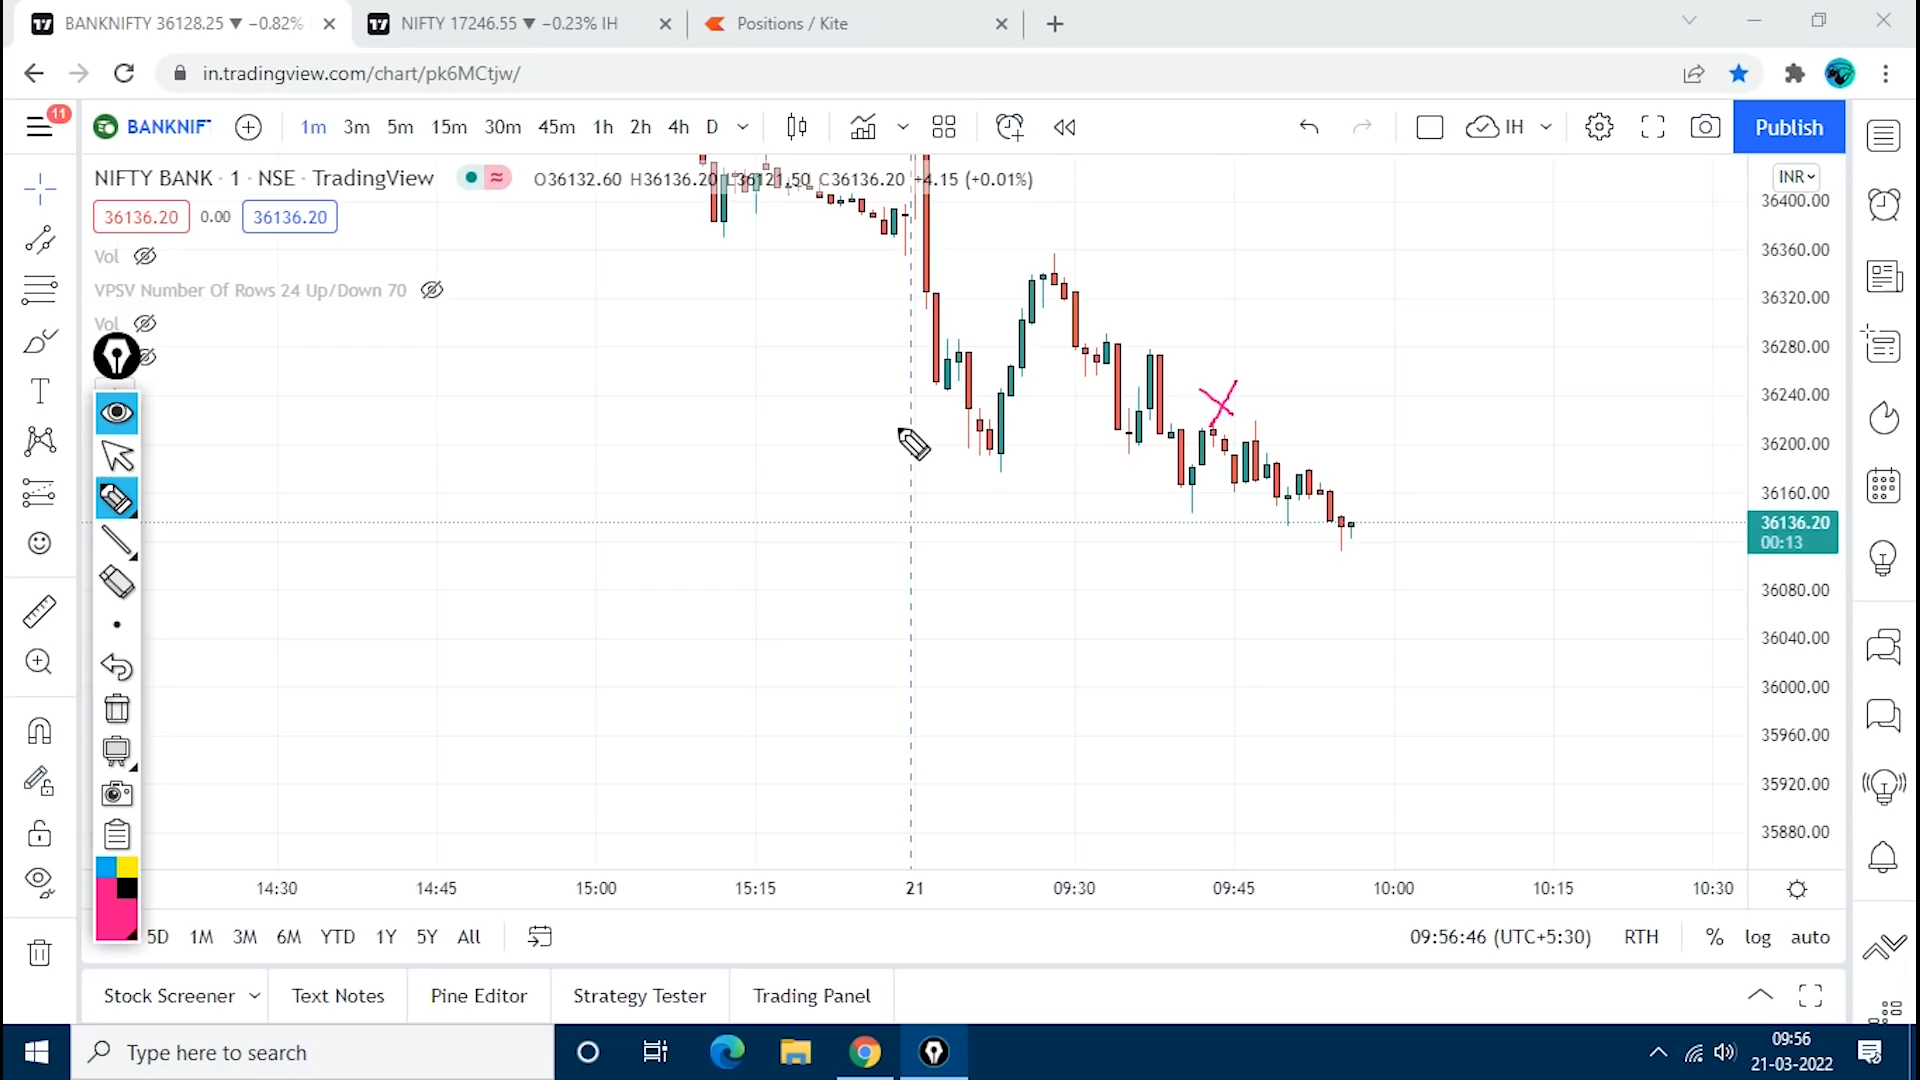 BANKNIFTY 36128.25 ▼ −0.82%
NIFTY 17246.55 ▼ −0.23% IH
Positions / Kite
in.tradingview.com/chart/pk6MCtjw/
11
BANKNIF
1m 3m 5m 15m 30m 45m 1h 2h 4h D
IH
Publish
NIFTY BANK · 1 · NSE · TradingView
O36132.60 H36136.20 L36121.50 C36136.20 +4.15 (+0.01%)
INR
36136.20 0.00 36136.20
Vol
VPSV Number Of Rows 24 Up/Down 70
Vol
36400.00
36360.00
36320.00
36280.00
36240.00
36200.00
36160.00
36136.20
00:13
36080.00
36040.00
36000.00
35960.00
35920.00
35880.00
14:30 14:45 15:00 15:15 21 09:30 09:45 10:00 10:15 10:30
5D 1M 3M 6M YTD 1Y 5Y All
09:56:46 (UTC+5:30) RTH % log auto
Stock Screener Text Notes Pine Editor Strategy Tester Trading Panel
Type here to search
09:56
21-03-2022